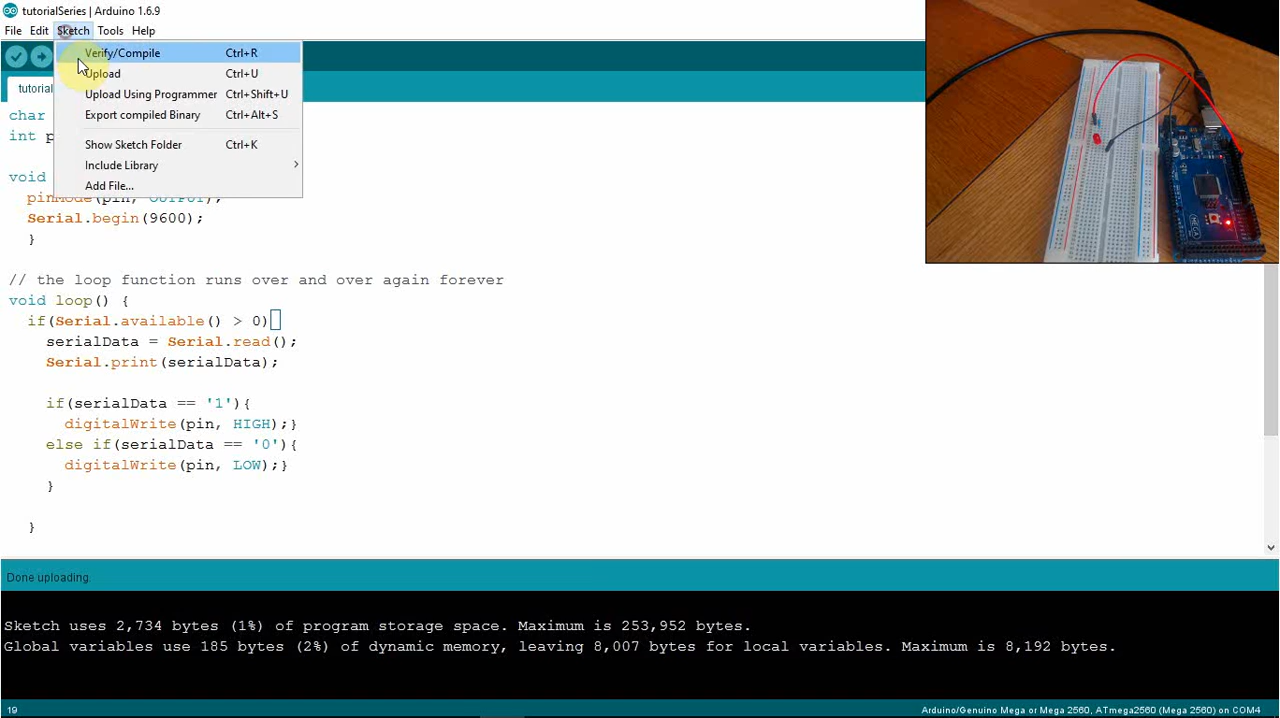 tutorialSeries | Arduino 1.6.9
File Edit Sketch Tools Help
Verify/Compile Ctrl+R
Upload Ctrl+U
Upload Using Programmer Ctrl+Shift+U
Export compiled Binary Ctrl+Alt+S
Show Sketch Folder Ctrl+K
Include Library
Add File...
tutorial
char
int p
void
pinMode(pin, OUTPUT);
Serial.begin(9600);
}
// the loop function runs over and over again forever
void loop() {
if(Serial.available() > 0)
serialData = Serial.read();
Serial.print(serialData);
if(serialData == '1'){
digitalWrite(pin, HIGH);}
else if(serialData == '0'){
digitalWrite(pin, LOW);}
}
}
Done uploading.
Sketch uses 2,734 bytes (1%) of program storage space. Maximum is 253,952 bytes.
Global variables use 185 bytes (2%) of dynamic memory, leaving 8,007 bytes for local variables. Maximum is 8,192 bytes.
19 Arduino/Genuino Mega or Mega 2560, ATmega2560 (Mega 2560) on COM4
MEGA